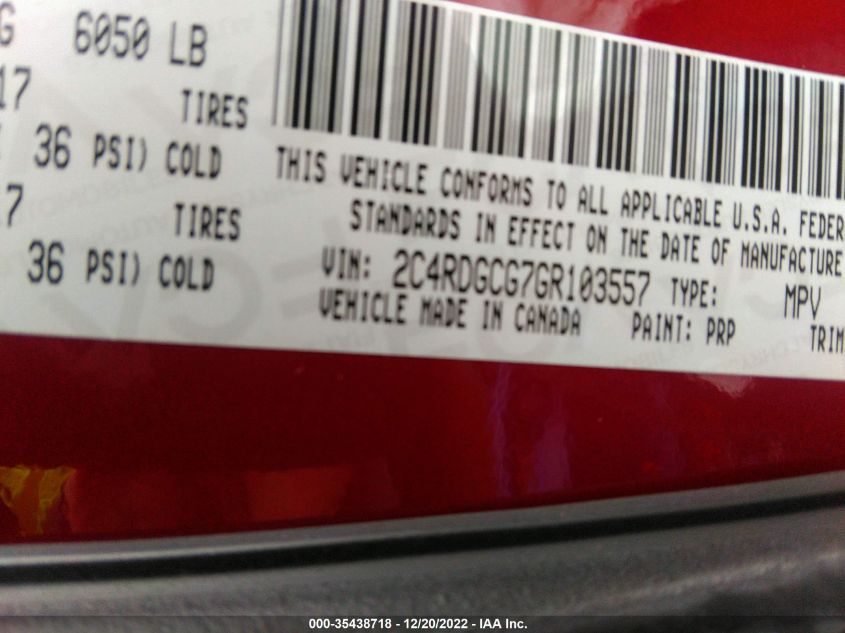 G 6050 LB
17 TIRES
36 PSI) COLD
17 TIRES
36 PSI) COLD
THIS VEHICLE CONFORMS TO ALL APPLICABLE U.S.A. FEDER
STANDARDS IN EFFECT ON THE DATE OF MANUFACTURE
VIN: 2C4RDGCG7GR103557 TYPE: MPV
VEHICLE MADE IN CANADA PAINT: PRP TRIM
000-35438718 - 12/20/2022 - IAA Inc.